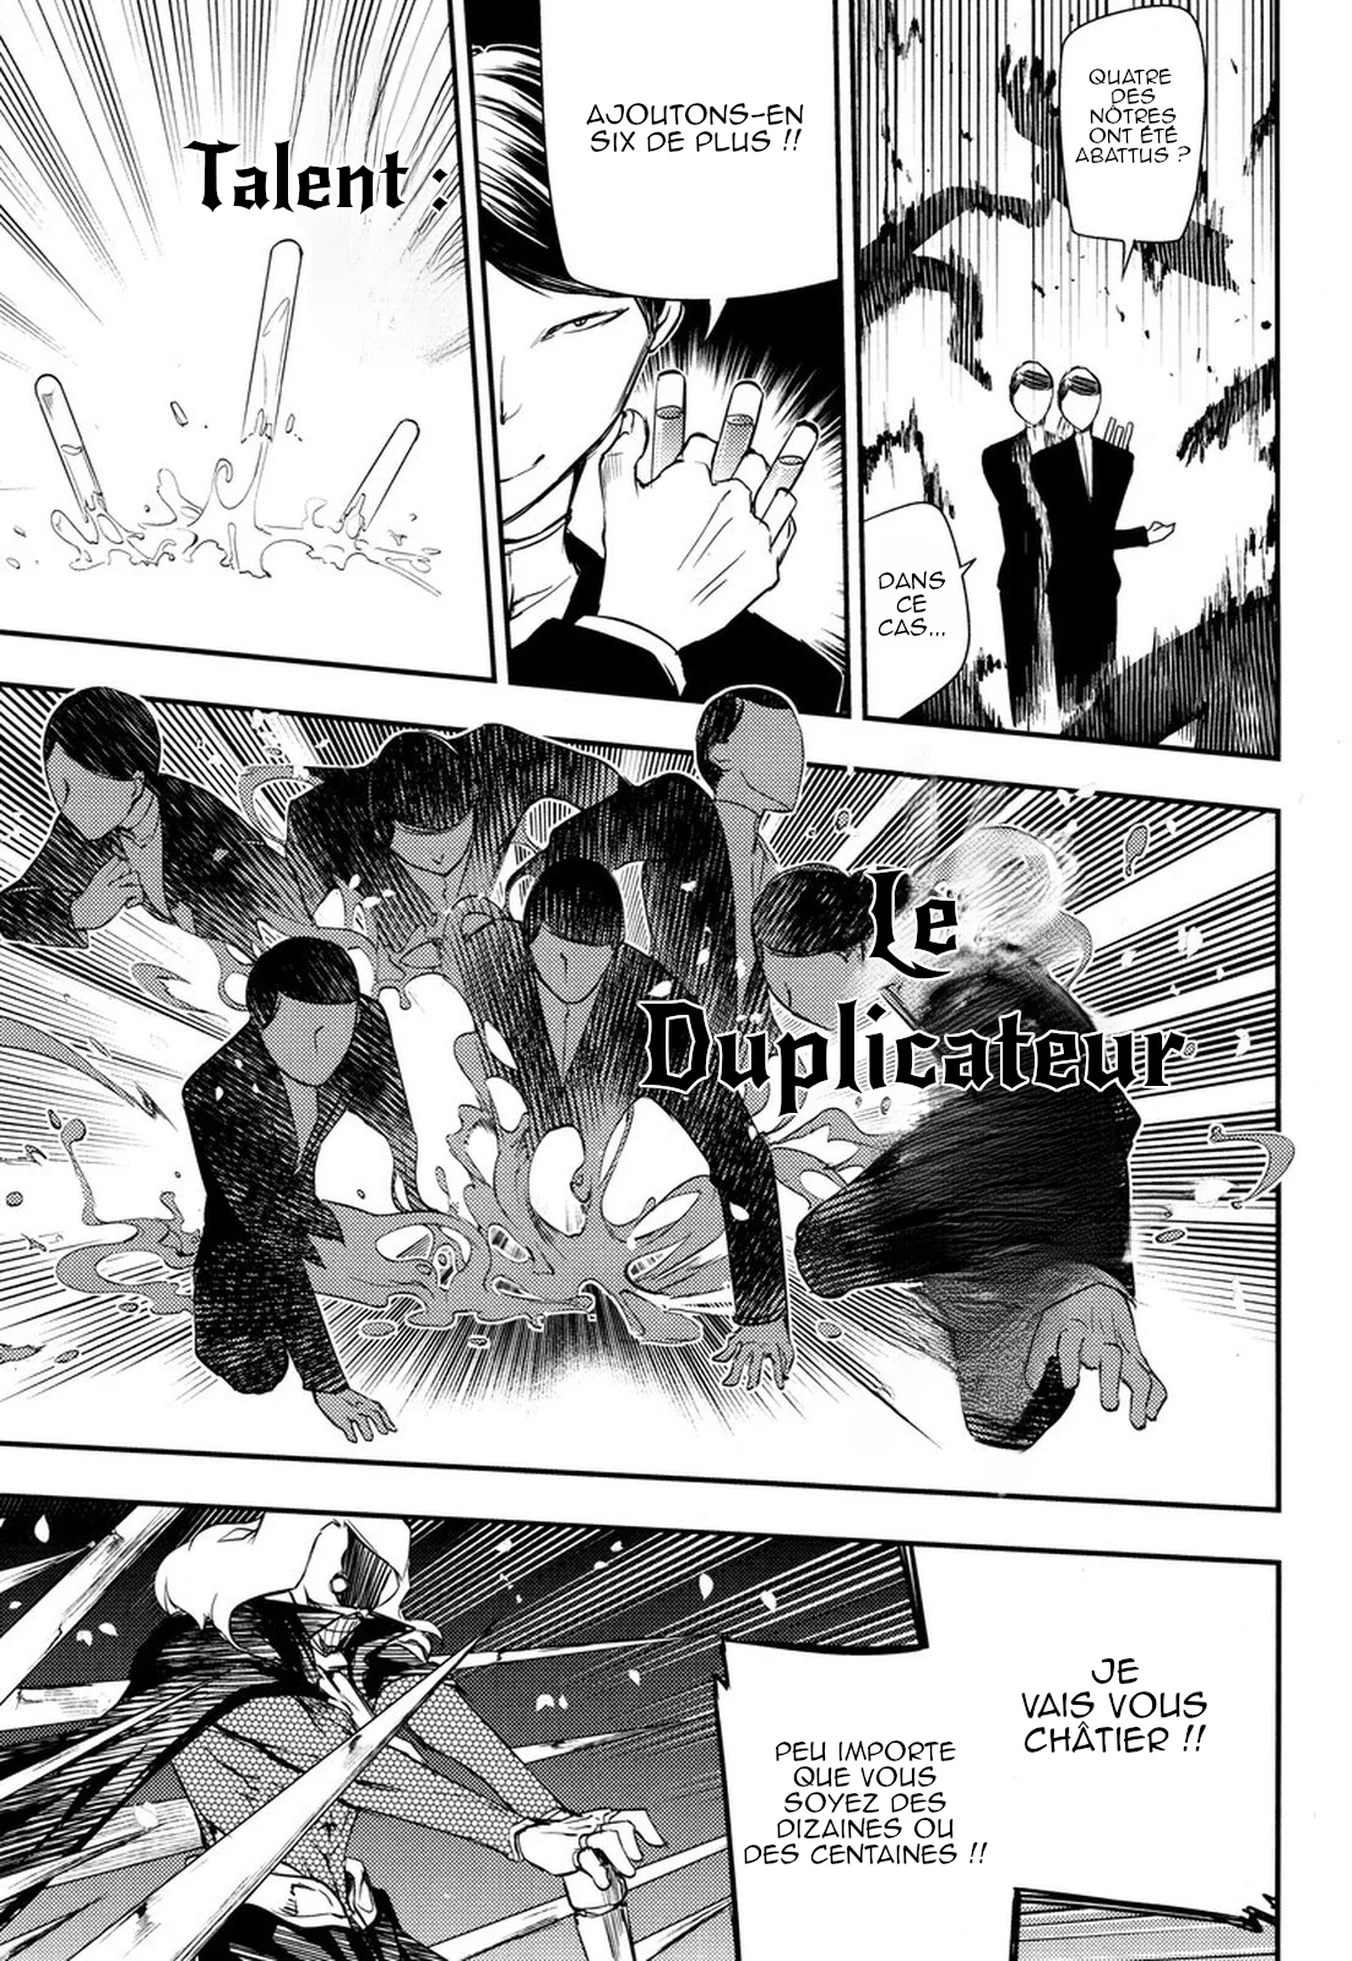 QUATRE
DES
NÔTRES
ONT ÉTÉ
ABATTUS ?
DANS
CE
CAS...
AJOUTONS-EN
SIX DE PLUS !!
Talent :
Le
Duplicateur
JE
VAIS VOUS
CHÂTIER !!
PEU IMPORTE
QUE VOUS
SOYEZ DES
DIZAINES OU
DES CENTAINES !!